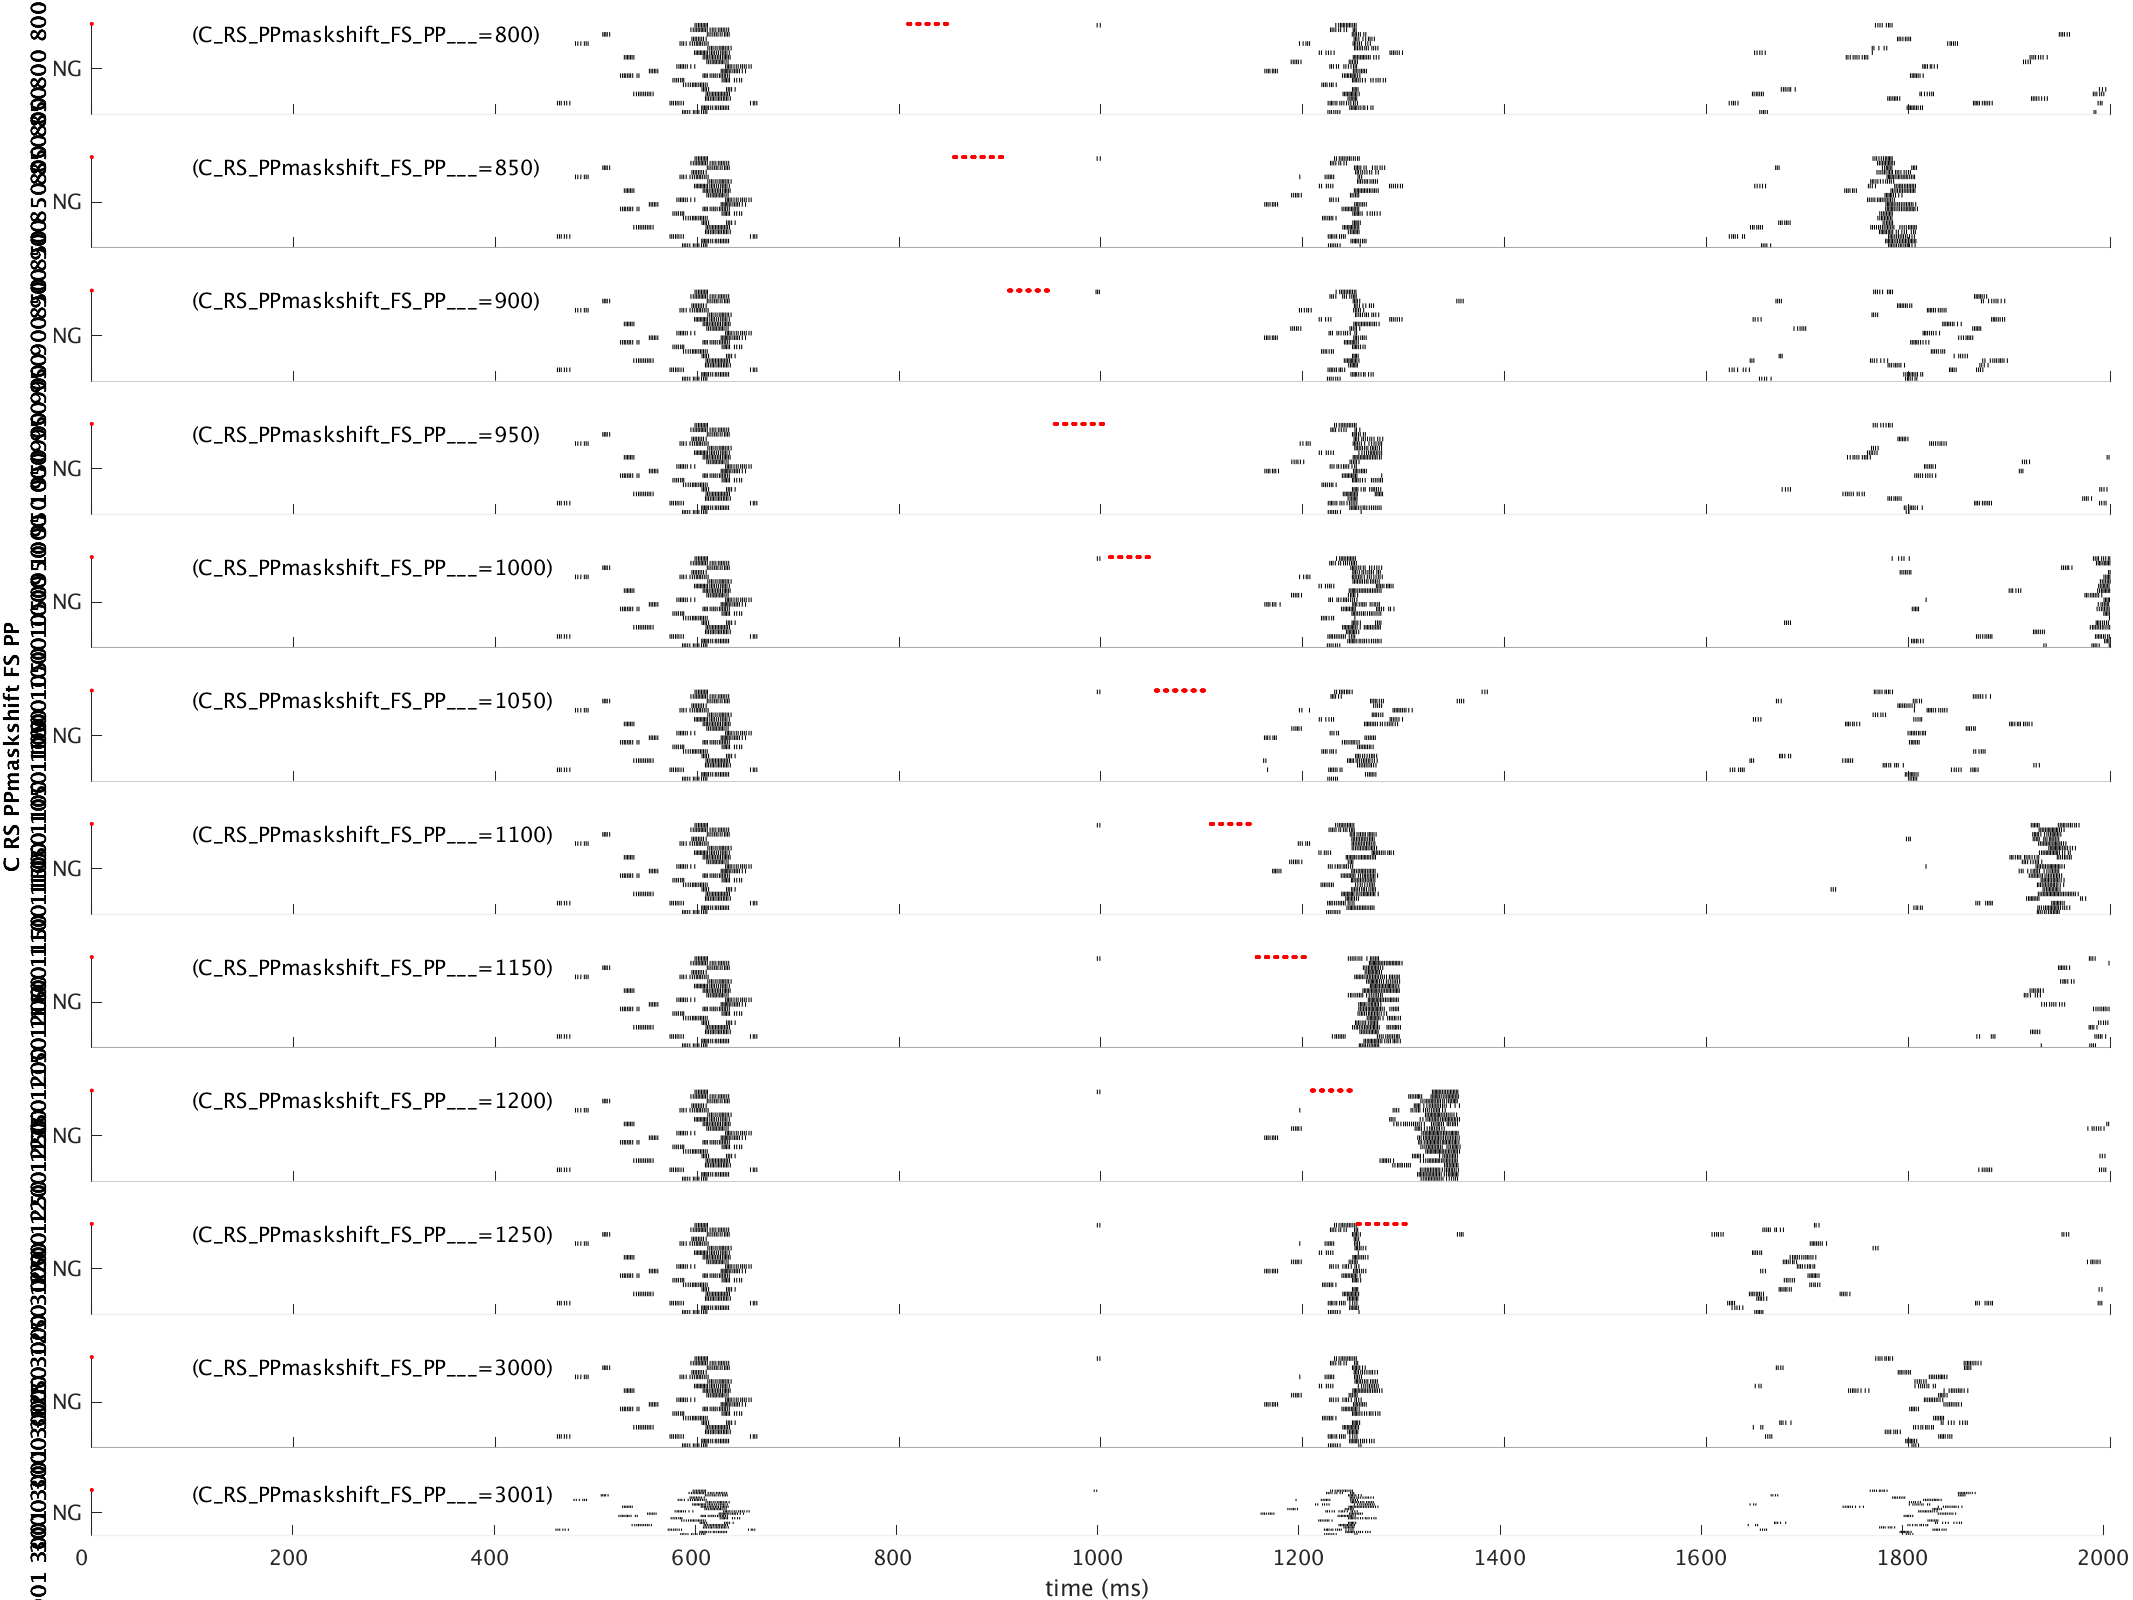 (C_RS_PPmaskshift_FS_PP___=800)
NG
(C_RS_PPmaskshift_FS_PP___=850)
NG
(C_RS_PPmaskshift_FS_PP___=900)
NG
(C_RS_PPmaskshift_FS_PP___=950)
NG
(C_RS_PPmaskshift_FS_PP___=1000)
NG
(C_RS_PPmaskshift_FS_PP___=1050)
NG
(C_RS_PPmaskshift_FS_PP___=1100)
NG
(C_RS_PPmaskshift_FS_PP___=1150)
NG
(C_RS_PPmaskshift_FS_PP___=1200)
NG
(C_RS_PPmaskshift_FS_PP___=1250)
NG
(C_RS_PPmaskshift_FS_PP___=3000)
NG
(C_RS_PPmaskshift_FS_PP___=3001)
NG
C RS PPmaskshift FS PP
0 200 400 600 800 1000 1200 1400 1600 1800 2000
time (ms)